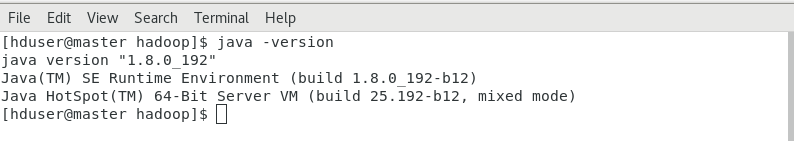 File Edit View Search Terminal Help
[hduser@master hadoop]$ java -version
java version "1.8.0_192"
Java(TM) SE Runtime Environment (build 1.8.0_192-b12)
Java HotSpot(TM) 64-Bit Server VM (build 25.192-b12, mixed mode)
[hduser@master hadoop]$